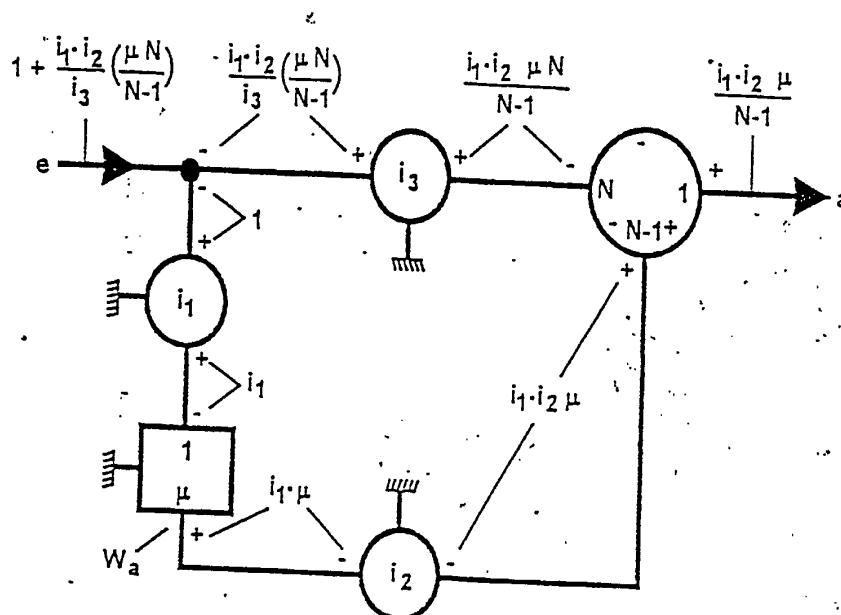 1 + i₁·i₂/i₃ (μN/N-1)
i₁·i₂/i₃ (μN/N-1)
i₁·i₂ μN/N-1
i₁·i₂ μ/N-1
e
-
+
i₃
+
-
-
N
1
- N-1+
+
-
1
+
i₁
+
i₁
-
1
μ
Wₐ
+
i₁·μ
-
i₂
-
i₁·i₂ μ
+